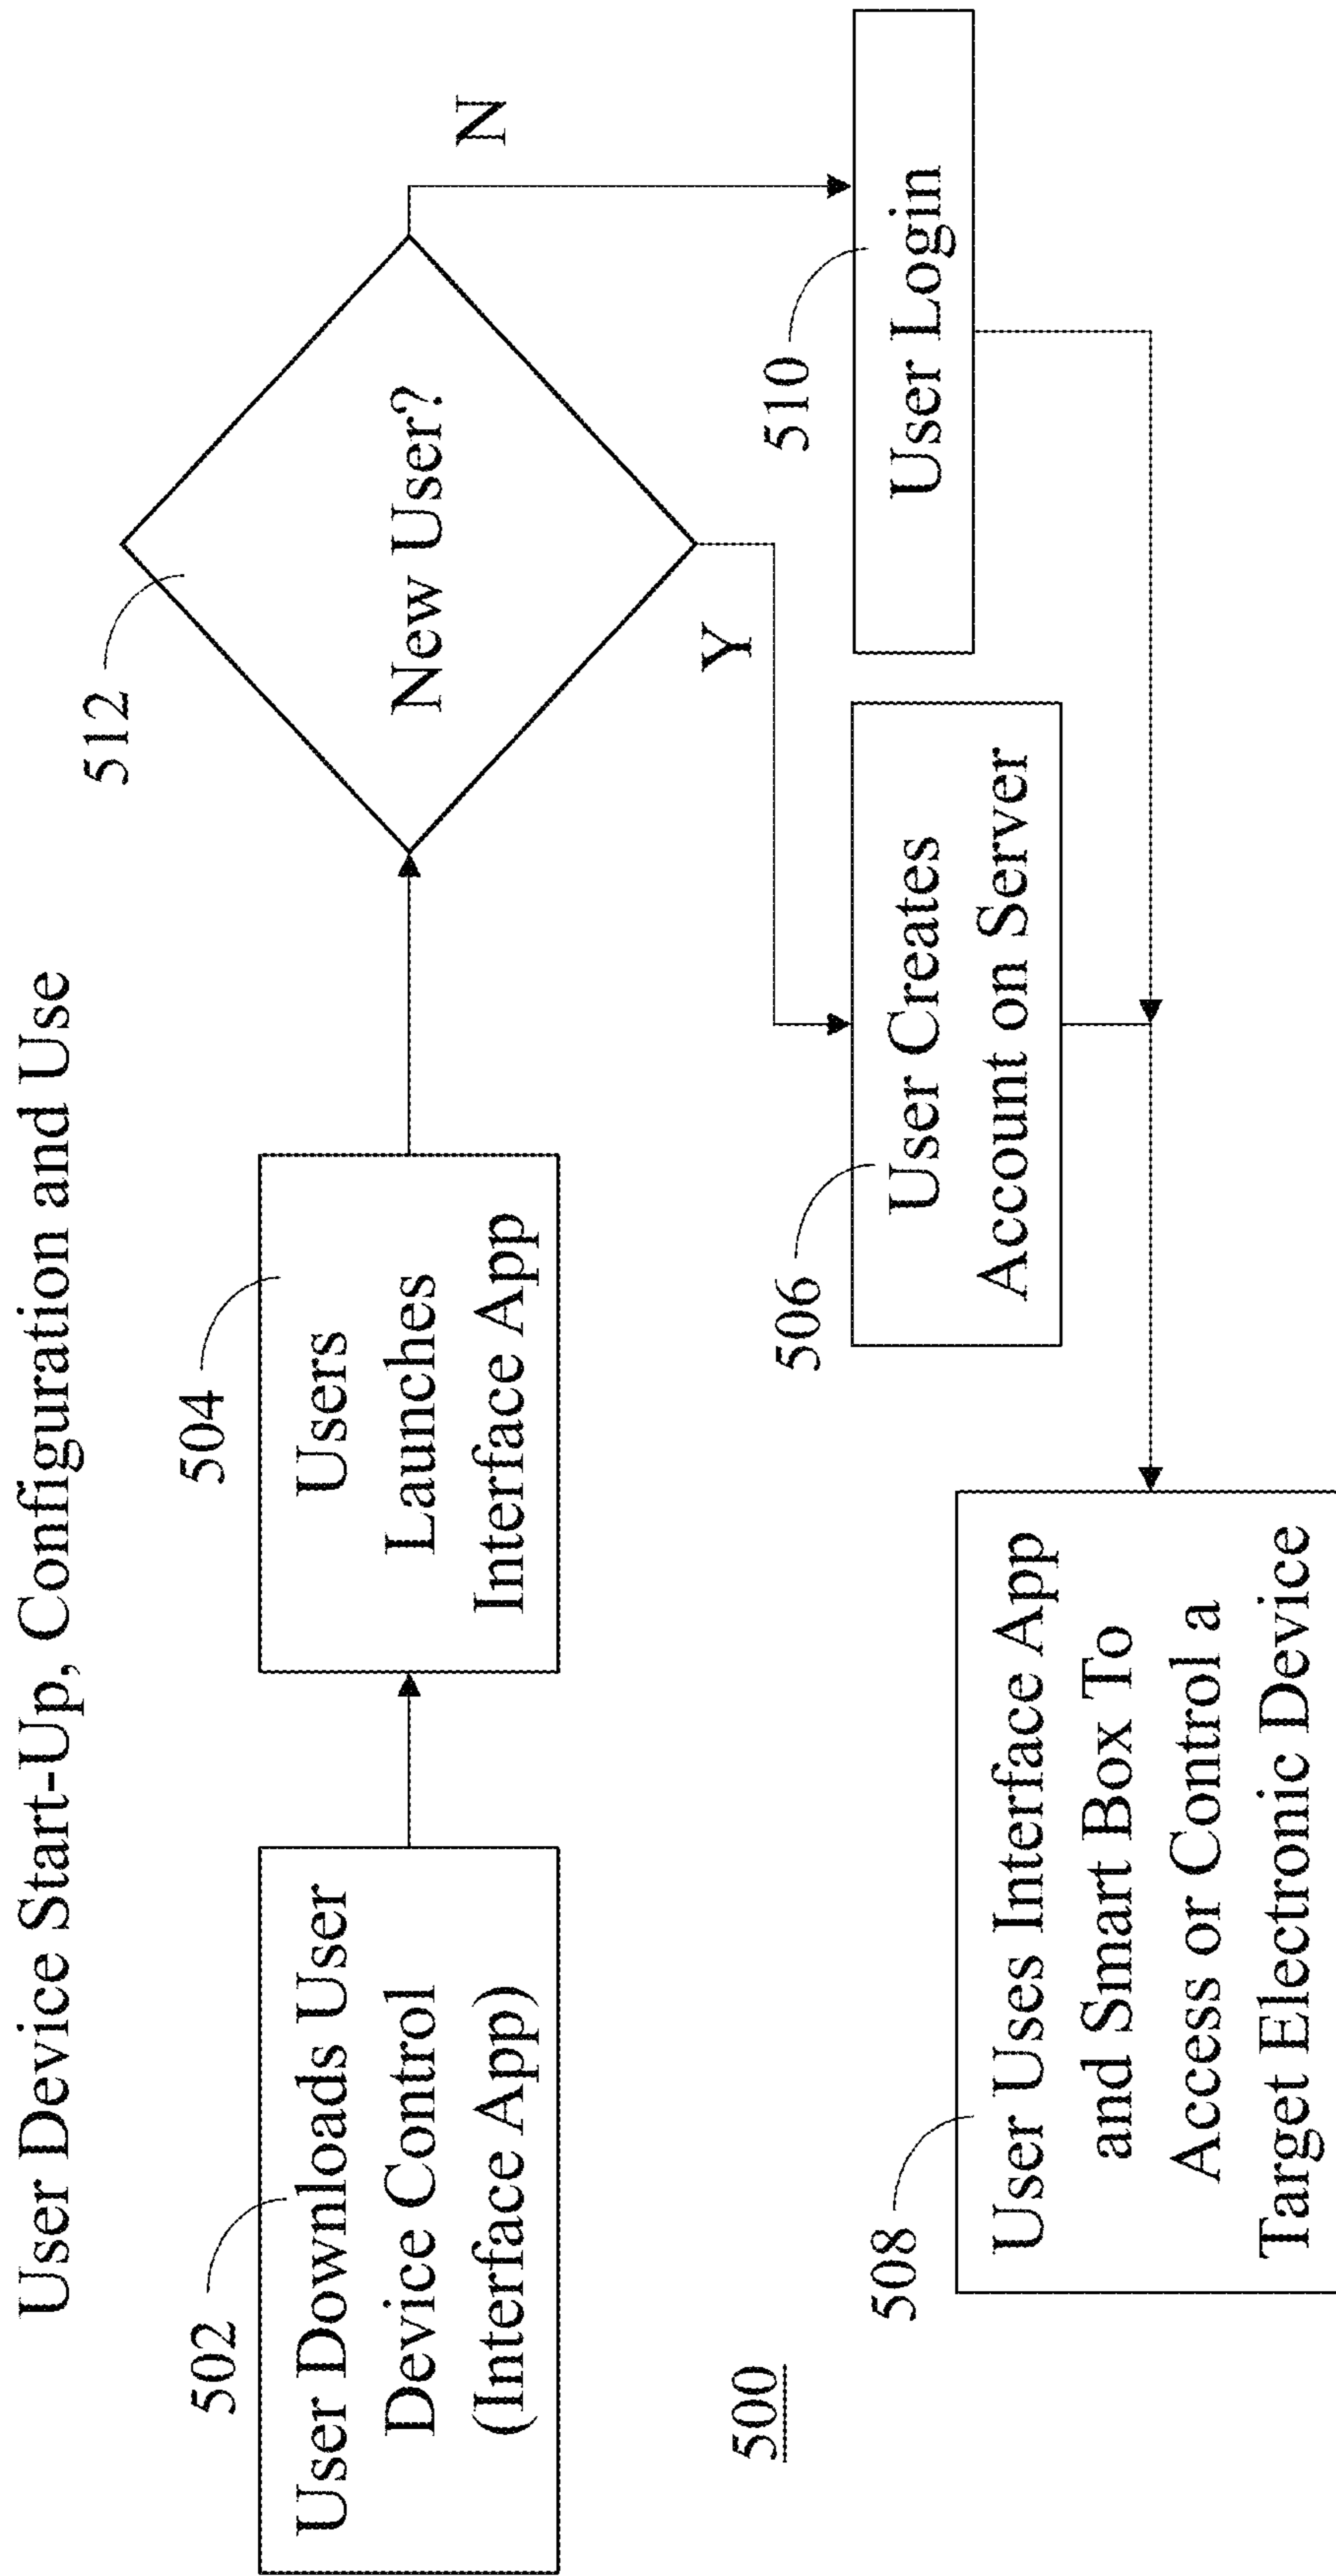 User Device Start-Up, Configuration and Use
502
User Downloads User
Device Control
(Interface App)
504
Users
Launches
Interface App
512
New User?
N
Y
510
User Login
506
User Creates
Account on Server
508
User Uses Interface App
and Smart Box To
Access or Control a
Target Electronic Device
500